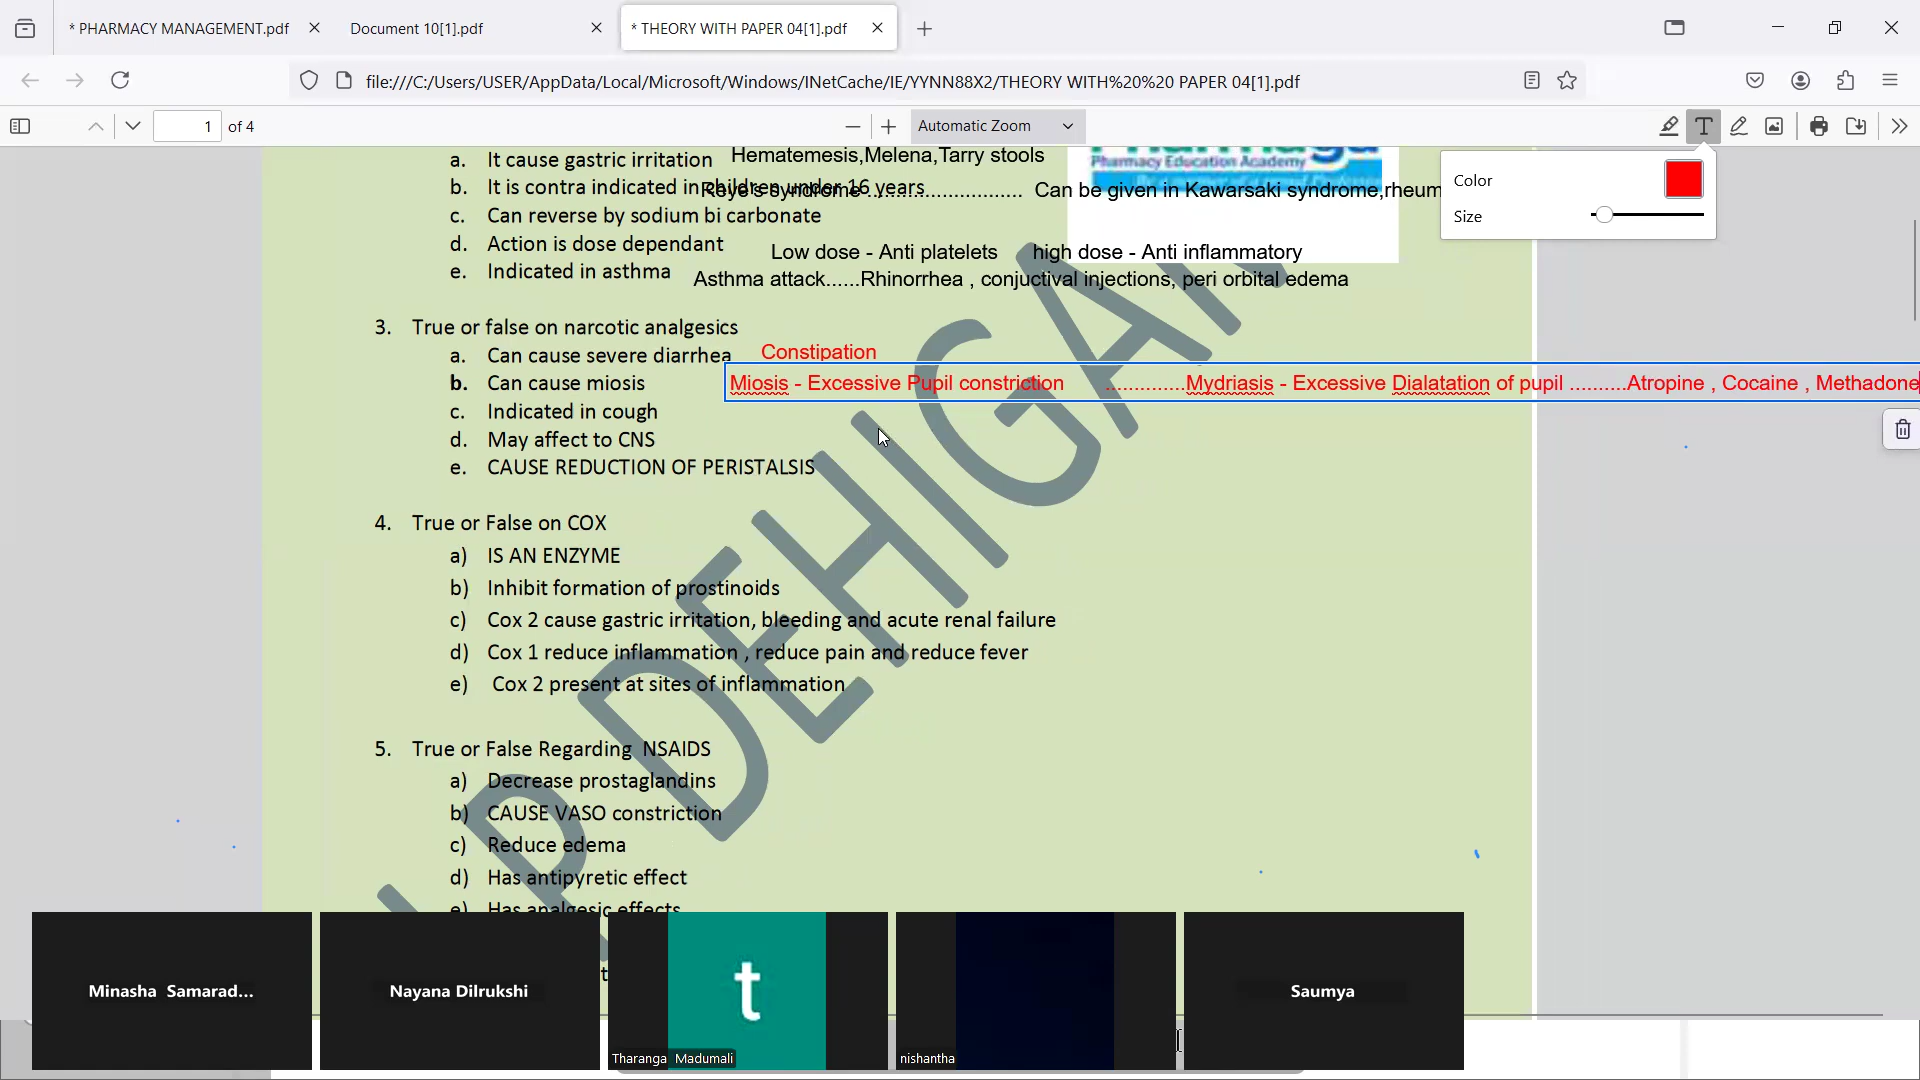 * PHARMACY MANAGEMENT.pdf
Document 10[1].pdf
* THEORY WITH PAPER 04[1].pdf
file:///C:/Users/USER/AppData/Local/Microsoft/Windows/INetCache/IE/YYNN88X2/THEORY WITH%20%20 PAPER 04[1].pdf
1 of 4
Automatic Zoom
Color
Size
Pharmacy Education Academy
a. It cause gastric irritation Hematemesis,Melena,Tarry stools
b. It is contra indicated in children under 16 years
Reye's syndrome ............................ Can be given in Kawarsaki syndrome,rheum
c. Can reverse by sodium bi carbonate
d. Action is dose dependant
Low dose - Anti platelets high dose - Anti inflammatory
e. Indicated in asthma
Asthma attack......Rhinorrhea , conjuctival injections, peri orbital edema
3. True or false on narcotic analgesics
a. Can cause severe diarrhea Constipation
b. Can cause miosis Miosis - Excessive Pupil constriction ..............Mydriasis - Excessive Dialatation of pupil ..........Atropine , Cocaine , Methadone
c. Indicated in cough
d. May affect to CNS
e. CAUSE REDUCTION OF PERISTALSIS
4. True or False on COX
a) IS AN ENZYME
b) Inhibit formation of prostinoids
c) Cox 2 cause gastric irritation, bleeding and acute renal failure
d) Cox 1 reduce inflammation , reduce pain and reduce fever
e) Cox 2 present at sites of inflammation
5. True or False Regarding NSAIDS
a) Decrease prostaglandins
b) CAUSE VASO constriction
c) Reduce edema
d) Has antipyretic effect
e) Has analgesic effects
Minasha Samarad...
Nayana Dilrukshi
t
Tharanga Madumali
nishantha
Saumya